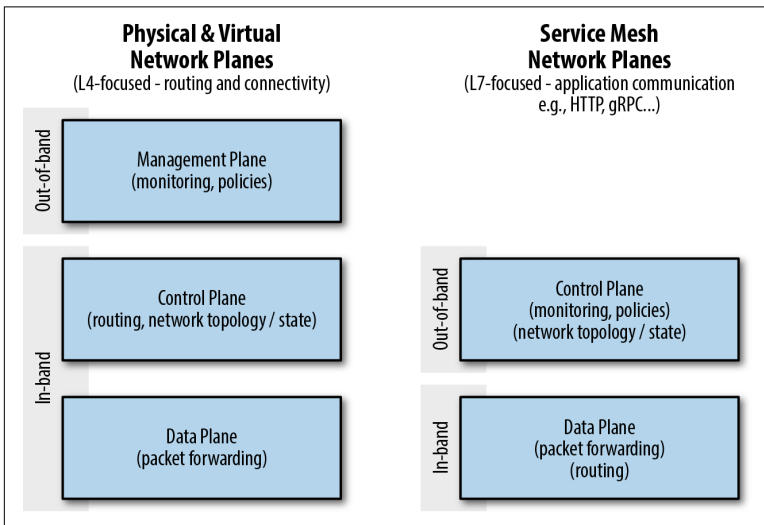 Physical & Virtual
Network Planes
(L4-focused - routing and connectivity)
Out-of-band
Management Plane
(monitoring, policies)
In-band
Control Plane
(routing, network topology / state)
Data Plane
(packet forwarding)
Service Mesh
Network Planes
(L7-focused - application communication
e.g., HTTP, gRPC...)
Out-of-band
Control Plane
(monitoring, policies)
(network topology / state)
In-band
Data Plane
(packet forwarding)
(routing)